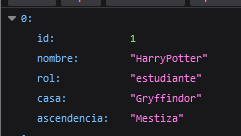 0:
id: 1
nombre: "HarryPotter"
rol: "estudiante"
casa: "Gryffindor"
ascendencia: "Mestiza"